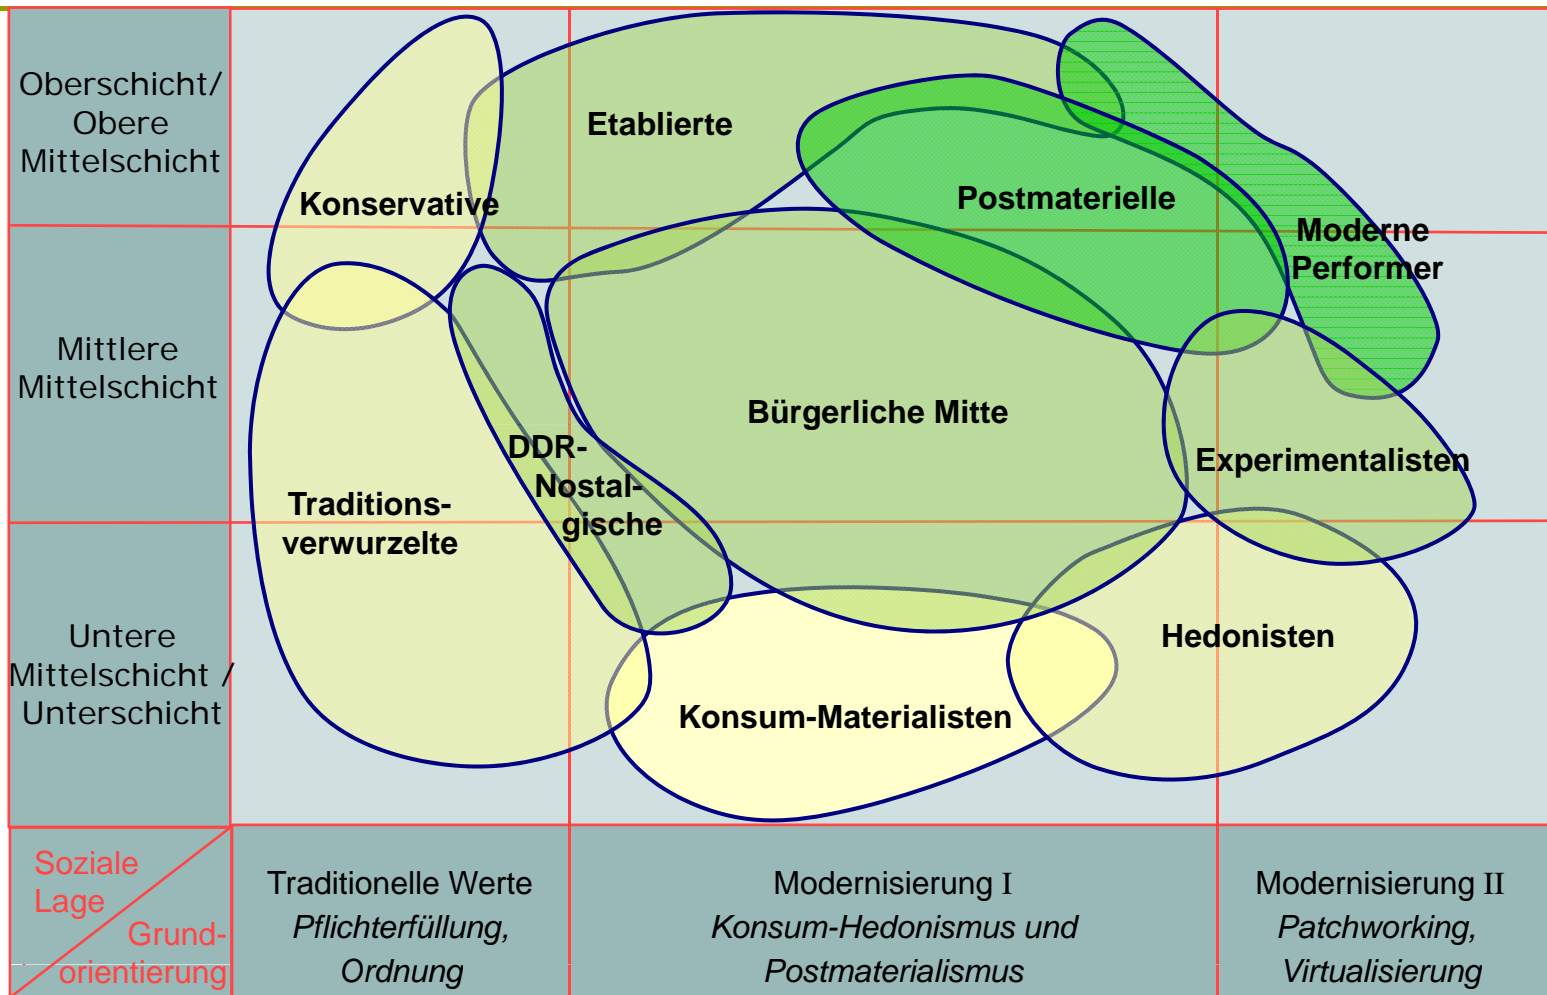 Oberschicht/
Obere
Mittelschicht
Etablierte
Konservative
Postmaterielle
Moderne
Performer
Mittlere
Mittelschicht
Bürgerliche Mitte
DDR-
Nostal-
gische
Experimentalisten
Traditions-
verwurzelte
Untere
Mittelschicht /
Unterschicht
Hedonisten
Konsum-Materialisten
Soziale
Lage
Grund-
orientierung
Traditionelle Werte
Pflichterfüllung,
Ordnung
Modernisierung I
Konsum-Hedonismus und
Postmaterialismus
Modernisierung II
Patchworking,
Virtualisierung